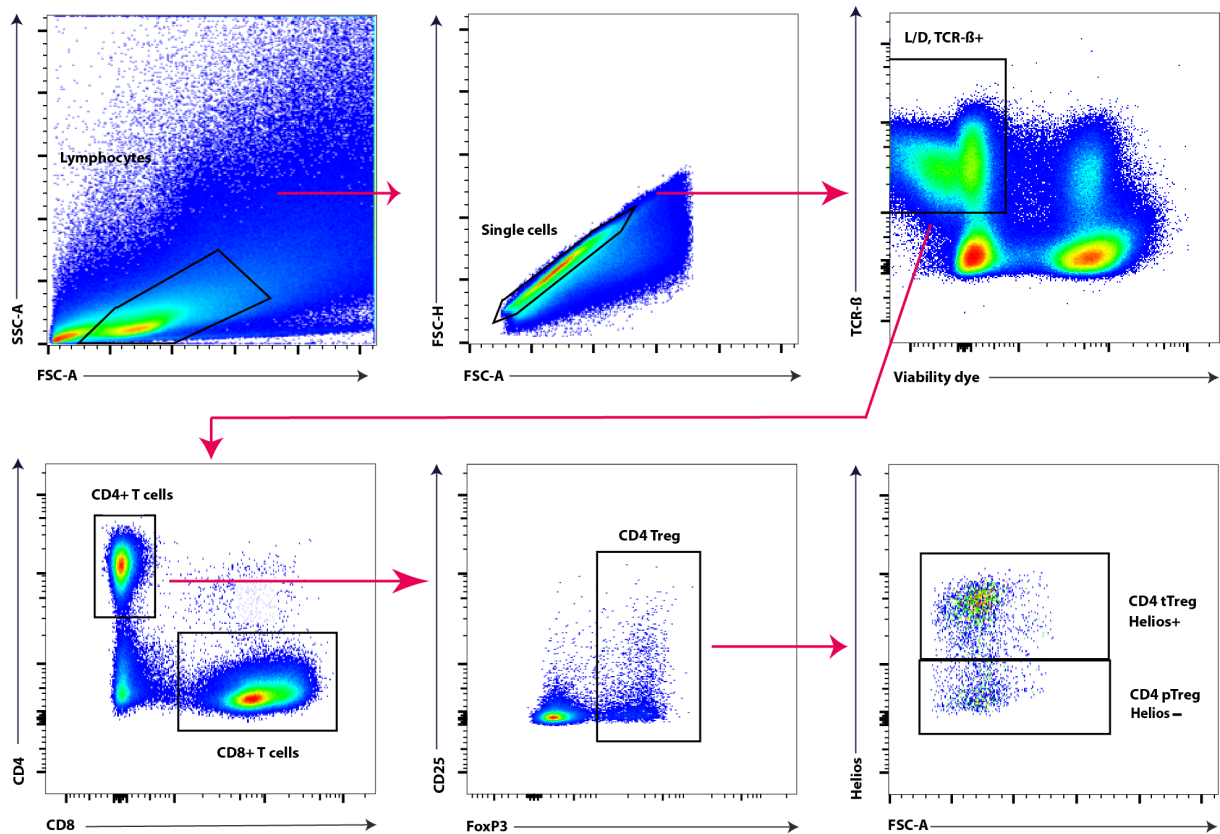 SSC-A
Lymphocytes
FSC-A
FSC-H
Single cells
FSC-A
TCR-ß
L/D, TCR-ß+
Viability dye
CD4
CD4+ T cells
CD8+ T cells
CD8
CD25
CD4 Treg
FoxP3
Helios
CD4 tTreg
Helios+
CD4 pTreg
Helios–
FSC-A